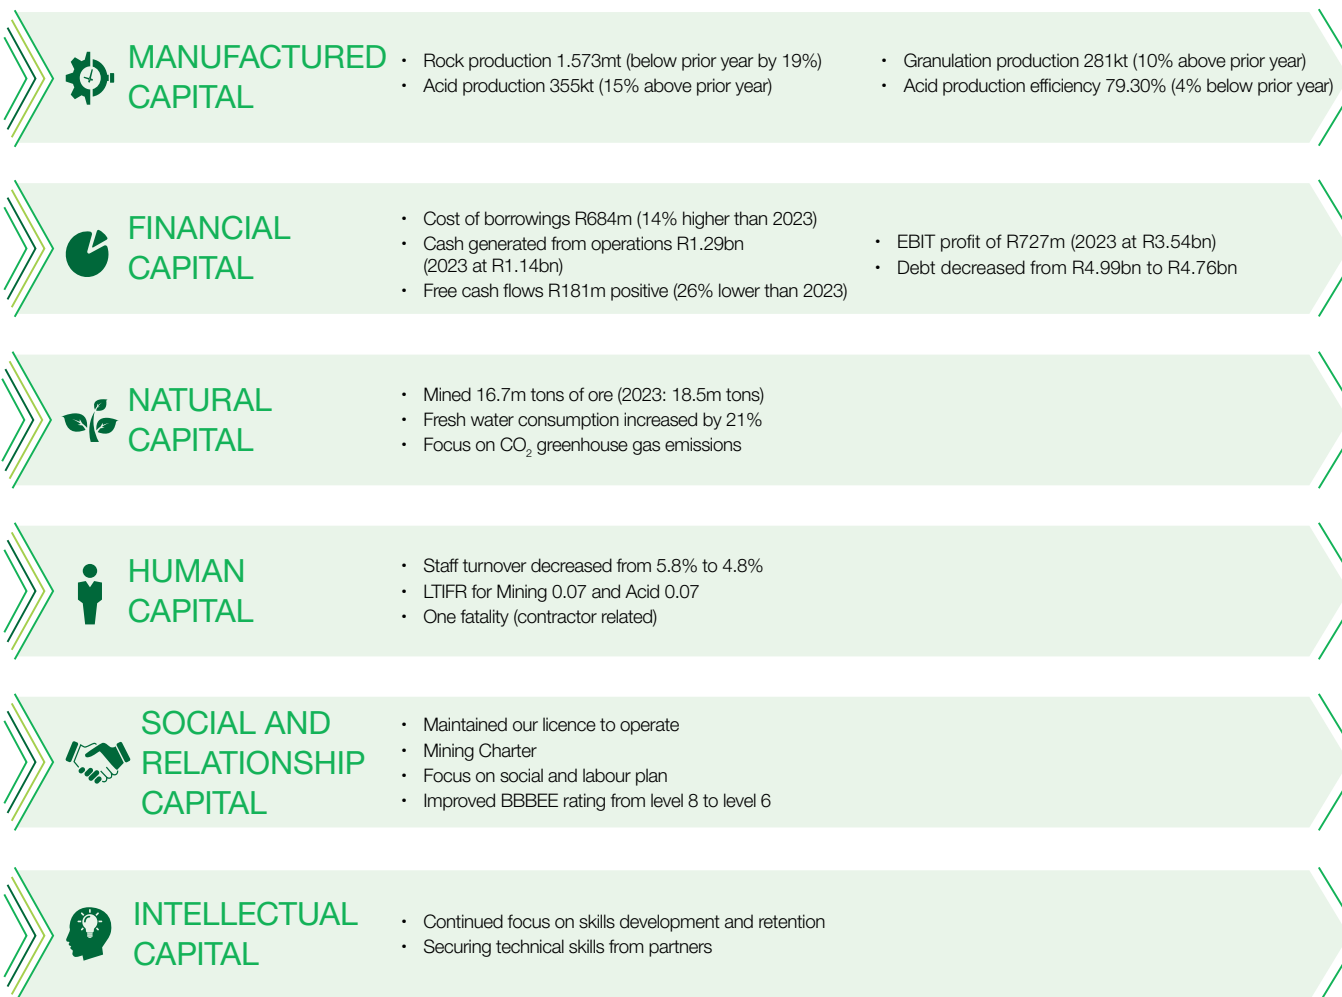 MANUFACTURED
CAPITAL
• Rock production 1.573mt (below prior year by 19%)
• Acid production 355kt (15% above prior year)
• Granulation production 281kt (10% above prior year)
• Acid production efficiency 79.30% (4% below prior year)
FINANCIAL
CAPITAL
• Cost of borrowings R684m (14% higher than 2023)
• Cash generated from operations R1.29bn
(2023 at R1.14bn)
• Free cash flows R181m positive (26% lower than 2023)
• EBIT profit of R727m (2023 at R3.54bn)
• Debt decreased from R4.99bn to R4.76bn
NATURAL
CAPITAL
• Mined 16.7m tons of ore (2023: 18.5m tons)
• Fresh water consumption increased by 21%
• Focus on CO₂ greenhouse gas emissions
HUMAN
CAPITAL
• Staff turnover decreased from 5.8% to 4.8%
• LTIFR for Mining 0.07 and Acid 0.07
• One fatality (contractor related)
SOCIAL AND
RELATIONSHIP
CAPITAL
• Maintained our licence to operate
• Mining Charter
• Focus on social and labour plan
• Improved BBBEE rating from level 8 to level 6
INTELLECTUAL
CAPITAL
• Continued focus on skills development and retention
• Securing technical skills from partners